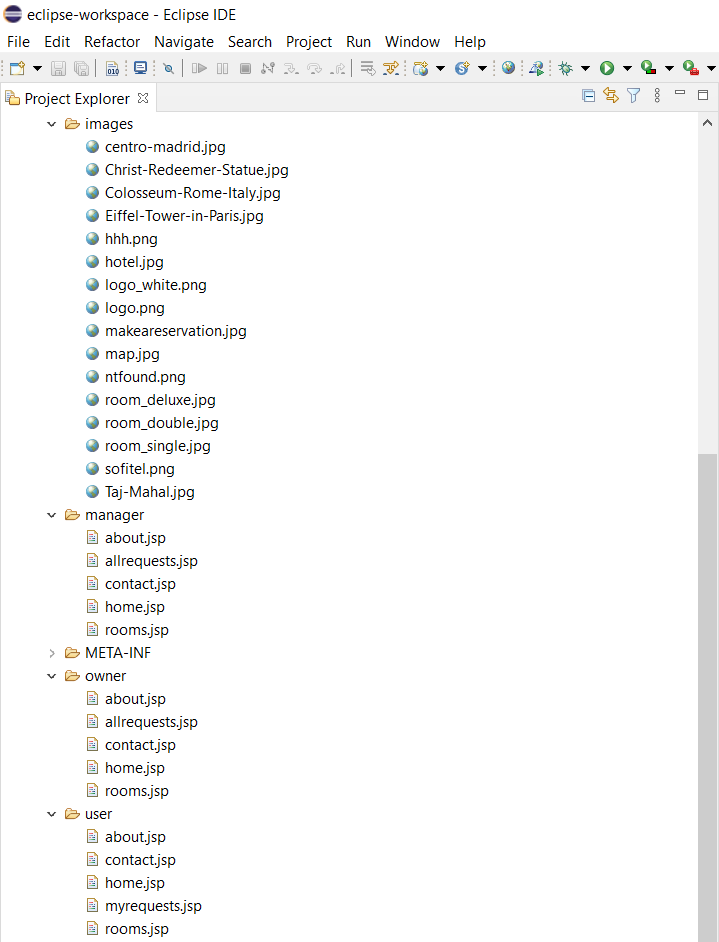 eclipse-workspace - Eclipse IDE
File Edit Refactor Navigate Search Project Run Window Help
010
S
Project Explorer
images
centro-madrid.jpg
Christ-Redeemer-Statue.jpg
Colosseum-Rome-Italy.jpg
Eiffel-Tower-in-Paris.jpg
hhh.png
hotel.jpg
logo_white.png
logo.png
makeareservation.jpg
map.jpg
ntfound.png
room_deluxe.jpg
room_double.jpg
room_single.jpg
sofitel.png
Taj-Mahal.jpg
manager
about.jsp
allrequests.jsp
contact.jsp
home.jsp
rooms.jsp
META-INF
owner
about.jsp
allrequests.jsp
contact.jsp
home.jsp
rooms.jsp
user
about.jsp
contact.jsp
home.jsp
myrequests.jsp
rooms.jsp